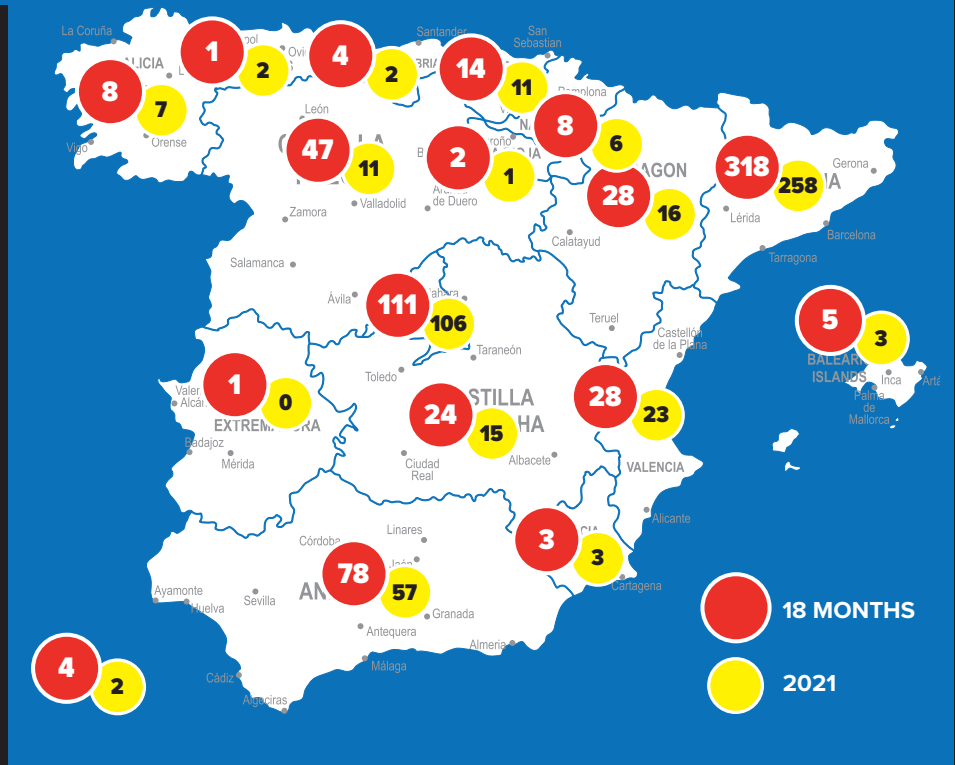 La Coruña
Santander
San
Sebastian
1
2
4
2
14
11
8
7
Vigo
Orense
León
Pamplona
47
11
2
1
8
6
28
16
318
258
Gerona
Zamora
Valladolid
de Duero
Calatayud
Lérida
Barcelona
Tarragona
Salamanca
Ávila
111
106
Teruel
Castellón
de la Plana
5
3
ISLANDS
Inca
Palma
de
Mallorca
Taraneón
Toledo
1
0
Badajoz
Mérida
24
15
Ciudad
Real
Albacete
28
23
VALENCIA
Alicante
3
3
Cartagena
Linares
Córdoba
78
57
Ayamonte
Huelva
Sevilla
Granada
Antequera
Almeria
Málaga
Cádiz
Algeciras
4
2
18 MONTHS
2021